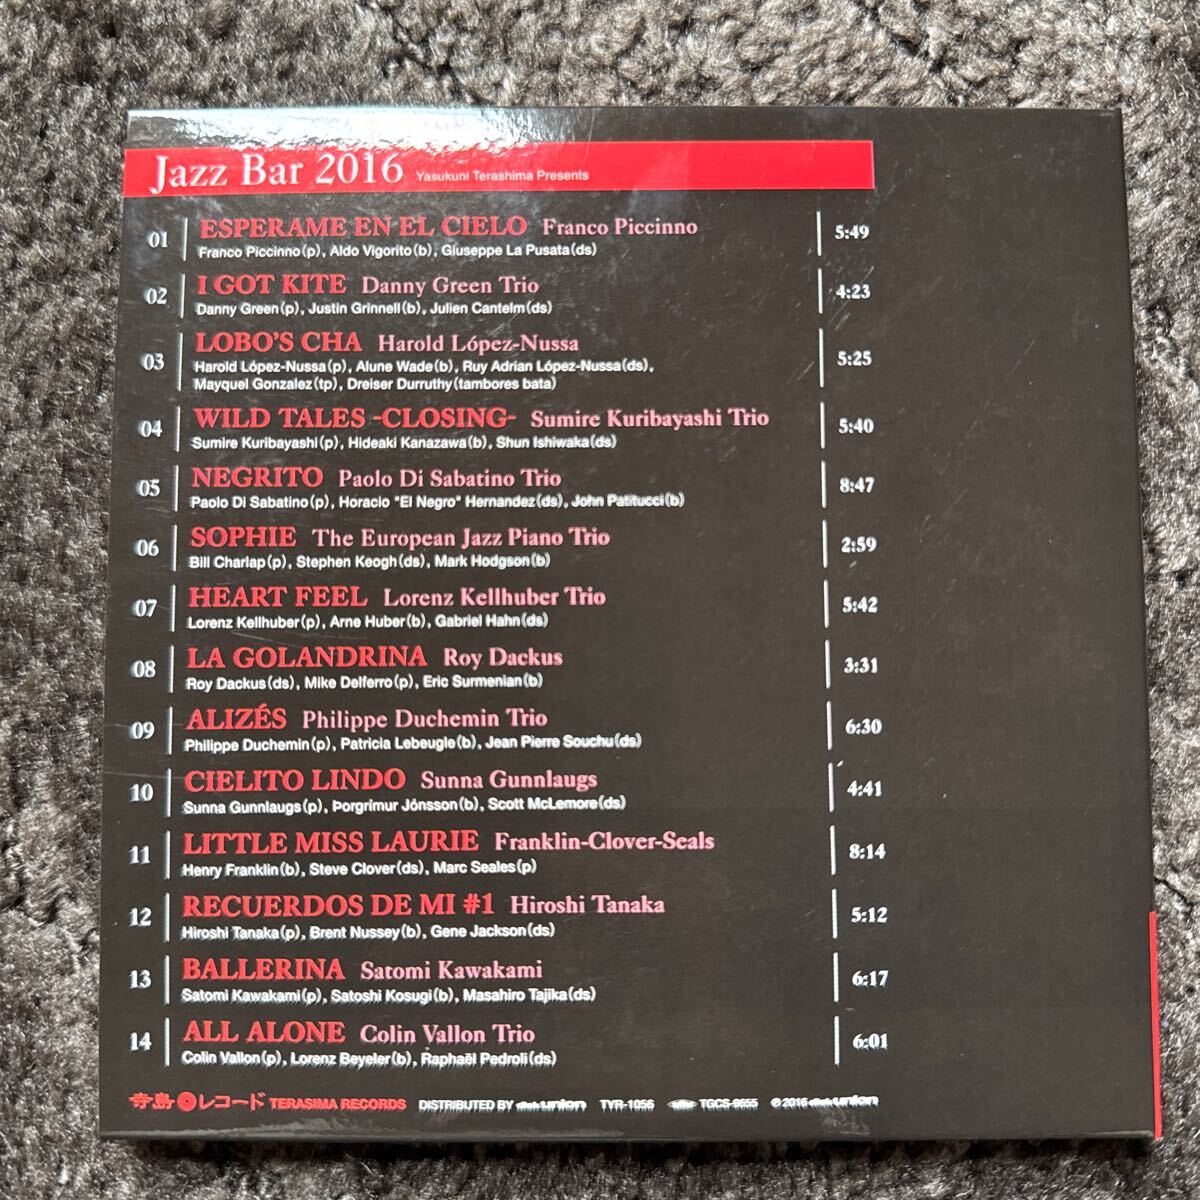 Jazz Bar 2016 Yasukuni Terashima Presents
01 ESPERAME EN EL CIELO Franco Piccinno 5:49
Franco Piccinno(p), Aldo Vigorito(b), Giuseppe La Pusata(ds)
02 I GOT KITE Danny Green Trio 4:23
Danny Green(p), Justin Grinnell(b), Julien Cantelm(ds)
03 LOBO'S CHA Harold López-Nussa 5:25
Harold López-Nussa(p), Alune Wade(b), Ruy Adrian López-Nussa(ds),
Mayquel Gonzalez(tp), Dreiser Durruthy(tambores bata)
04 WILD TALES -CLOSING- Sumire Kuribayashi Trio 5:40
Sumire Kuribayashi(p), Hideaki Kanazawa(b), Shun Ishiwaka(ds)
05 NEGRITO Paolo Di Sabatino Trio 8:47
Paolo Di Sabatino(p), Horacio "El Negro" Hernandez(ds), John Patitucci(b)
06 SOPHIE The European Jazz Piano Trio 2:59
Bill Charlap(p), Stephen Keogh(ds), Mark Hodgson(b)
07 HEART FEEL Lorenz Kellhuber Trio 5:42
Lorenz Kellhuber(p), Arne Huber(b), Gabriel Hahn(ds)
08 LA GOLANDRINA Roy Dackus 3:31
Roy Dackus(ds), Mike Delferro(p), Eric Surmenian(b)
09 ALIZÉS Philippe Duchemin Trio 6:30
Philippe Duchemin(p), Patricia Lebeugle(b), Jean Pierre Souchu(ds)
10 CIELITO LINDO Sunna Gunnlaugs 4:41
Sunna Gunnlaugs(p), Þorgrímur Jónsson(b), Scott McLemore(ds)
11 LITTLE MISS LAURIE Franklin-Clover-Seals 8:14
Henry Franklin(b), Steve Clover(ds), Marc Seales(p)
12 RECUERDOS DE MI #1 Hiroshi Tanaka 5:12
Hiroshi Tanaka(p), Brent Nussey(b), Gene Jackson(ds)
13 BALLERINA Satomi Kawakami 6:17
Satomi Kawakami(p), Satoshi Kosugi(b), Masahiro Tajika(ds)
14 ALL ALONE Colin Vallon Trio 6:01
Colin Vallon(p), Lorenz Beyeler(b), Raphaël Pedroli(ds)
寺島レコード TERASIMA RECORDS DISTRIBUTED BY disk union TYR-1056 TGCS-9655 ℗2016 disk union